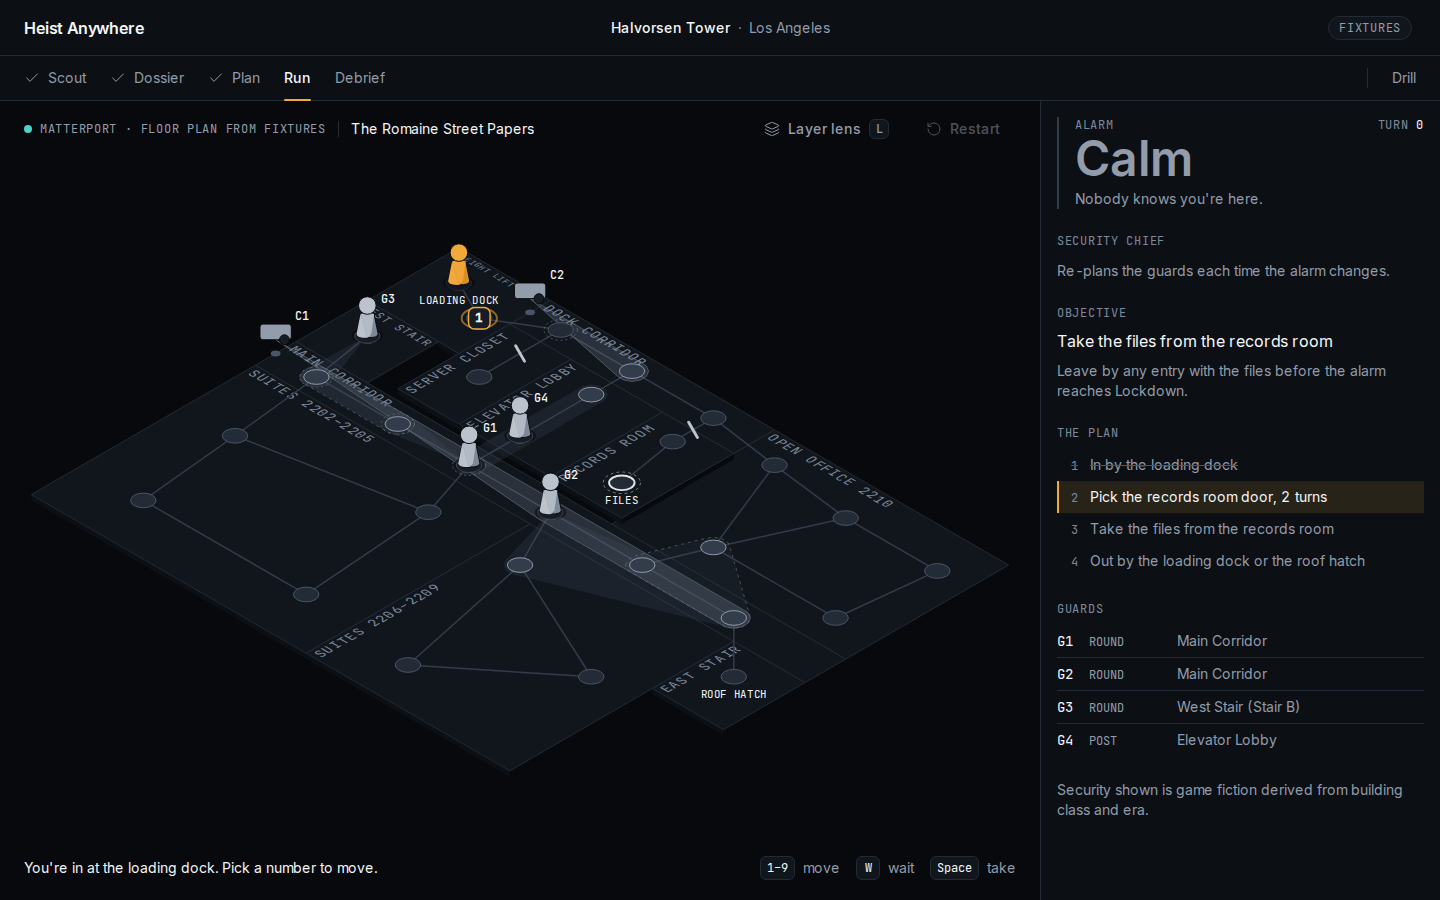 Heist Anywhere
Halvorsen Tower · Los Angeles
FIXTURES
Scout
Dossier
Plan
Run
Debrief
Drill
MATTERPORT · FLOOR PLAN FROM FIXTURES
The Romaine Street Papers
Layer lens L
Restart
ALARM
TURN 0
Calm
Nobody knows you're here.
SECURITY CHIEF
Re-plans the guards each time the alarm changes.
OBJECTIVE
Take the files from the records room
Leave by any entry with the files before the alarm
reaches Lockdown.
THE PLAN
1 In by the loading dock
2 Pick the records room door, 2 turns
3 Take the files from the records room
4 Out by the loading dock or the roof hatch
GUARDS
G1 ROUND Main Corridor
G2 ROUND Main Corridor
G3 ROUND West Stair (Stair B)
G4 POST Elevator Lobby
Security shown is game fiction derived from building
class and era.
C2
G3
LOADING DOCK
C1
1
DOCK CORRIDOR
MAIN CORRIDOR
SERVER CLOSET
SUITES 2202-2205
LOBBY
G4
G1
G2
ROOM
OPEN OFFICE 2210
FILES
SUITES 2206-2209
EAST STAIR
ROOF HATCH
You're in at the loading dock. Pick a number to move.
1-9 move W wait Space take